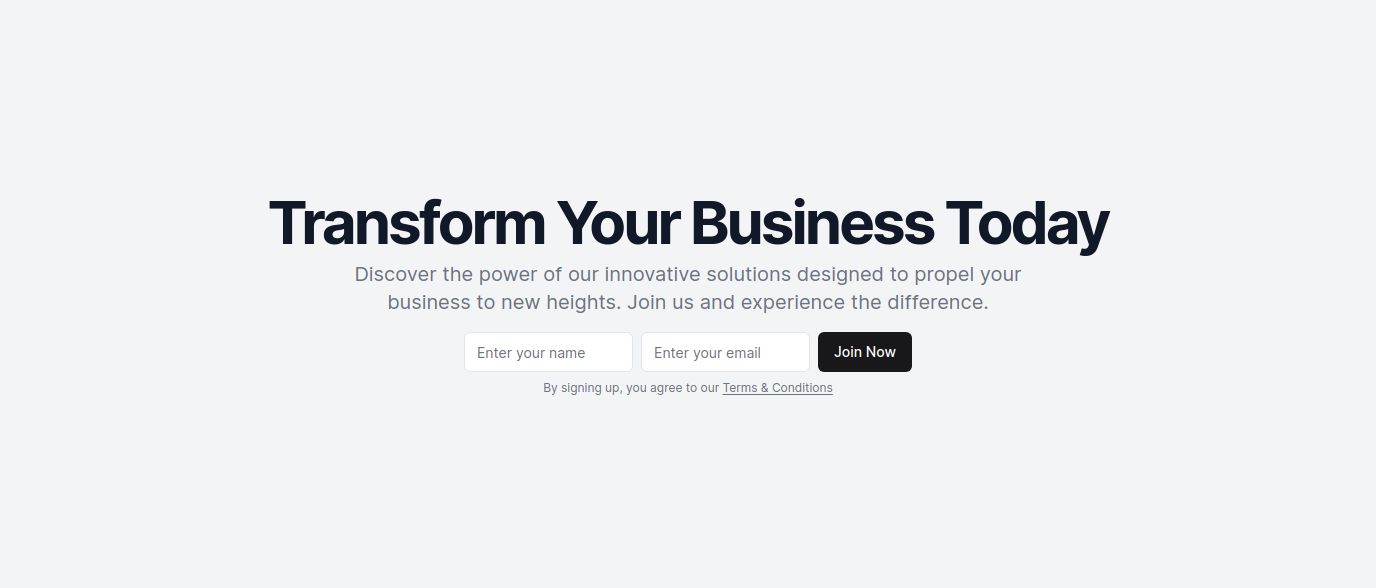 Transform Your Business Today
Discover the power of our innovative solutions designed to propel your
business to new heights. Join us and experience the difference.
Enter your name Enter your email Join Now
By signing up, you agree to our Terms & Conditions